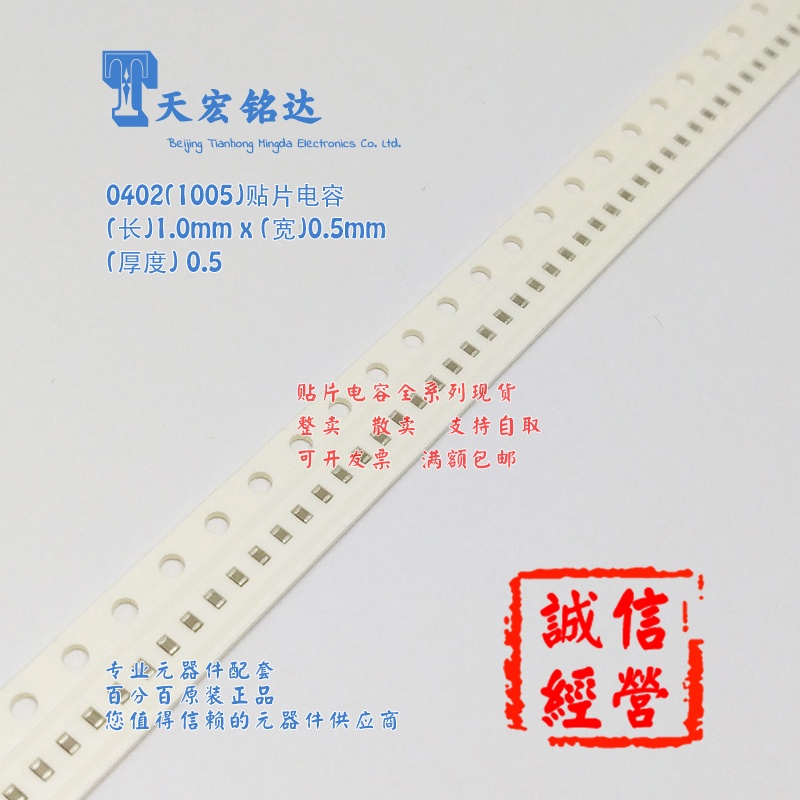 天宏铭达
Beijing Tianhong Mingda Electronics Co. Ltd.
0402(1005)贴片电容
(长)1.0mm x (宽)0.5mm
(厚度) 0.5
贴片电容全系列现货
整卖 散卖 支持自取
可开发票 满额包邮
誠信
經營
专业元器件配套
百分百原装正品
您值得信赖的元器件供应商